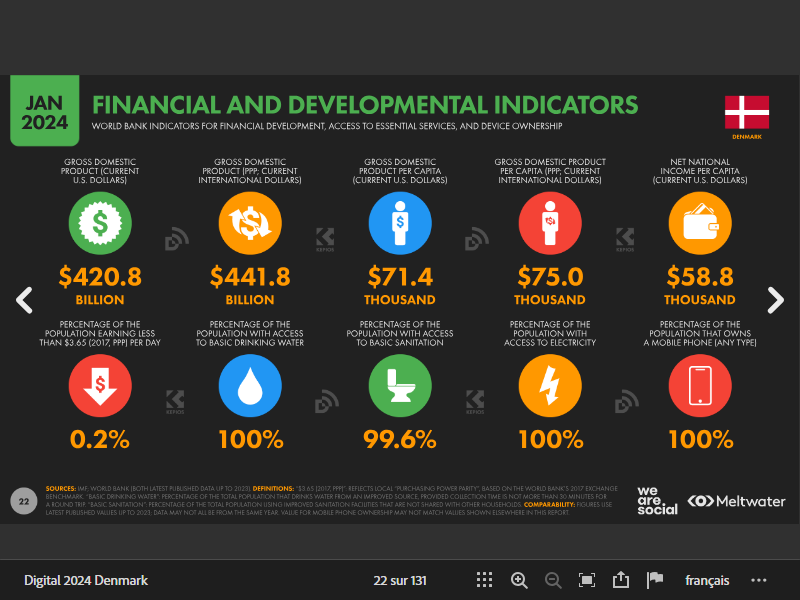 JAN
2024
FINANCIAL AND DEVELOPMENTAL INDICATORS
WORLD BANK INDICATORS FOR FINANCIAL DEVELOPMENT, ACCESS TO ESSENTIAL SERVICES, AND DEVICE OWNERSHIP
DENMARK
GROSS DOMESTIC
PRODUCT (CURRENT
U.S. DOLLARS)
$420.8
BILLION
GROSS DOMESTIC
PRODUCT (PPP; CURRENT
INTERNATIONAL DOLLARS)
$441.8
BILLION
GROSS DOMESTIC
PRODUCT PER CAPITA
(CURRENT U.S. DOLLARS)
$71.4
THOUSAND
GROSS DOMESTIC PRODUCT
PER CAPITA (PPP; CURRENT
INTERNATIONAL DOLLARS)
$75.0
THOUSAND
NET NATIONAL
INCOME PER CAPITA
(CURRENT U.S. DOLLARS)
$58.8
THOUSAND
PERCENTAGE OF THE
POPULATION EARNING LESS
THAN $3.65 (2017, PPP) PER DAY
0.2%
PERCENTAGE OF THE
POPULATION WITH ACCESS
TO BASIC DRINKING WATER
100%
PERCENTAGE OF THE
POPULATION WITH ACCESS
TO BASIC SANITATION
99.6%
PERCENTAGE OF THE
POPULATION WITH
ACCESS TO ELECTRICITY
100%
PERCENTAGE OF THE
POPULATION THAT OWNS
A MOBILE PHONE (ANY TYPE)
100%
KEPIOS
KEPIOS
KEPIOS
KEPIOS
22
SOURCES: IMF; WORLD BANK (BOTH LATEST PUBLISHED DATA UP TO 2023). DEFINITIONS: "$3.65 (2017, PPP)": REFLECTS LOCAL "PURCHASING POWER PARITY", BASED ON THE WORLD BANK'S 2017 EXCHANGE
BENCHMARK. "BASIC DRINKING WATER": PERCENTAGE OF THE TOTAL POPULATION THAT DRINKS WATER FROM AN IMPROVED SOURCE, PROVIDED COLLECTION TIME IS NOT MORE THAN 30 MINUTES FOR
A ROUND TRIP. "BASIC SANITATION": PERCENTAGE OF THE TOTAL POPULATION USING IMPROVED SANITATION FACILITIES THAT ARE NOT SHARED WITH OTHER HOUSEHOLDS. COMPARABILITY: FIGURES USE
LATEST PUBLISHED VALUES UP TO 2023; DATA MAY NOT ALL BE FROM THE SAME YEAR. VALUE FOR MOBILE PHONE OWNERSHIP MAY NOT MATCH VALUES SHOWN ELSEWHERE IN THIS REPORT.
we
are.
social
Meltwater
Digital 2024 Denmark
22 sur 131
français